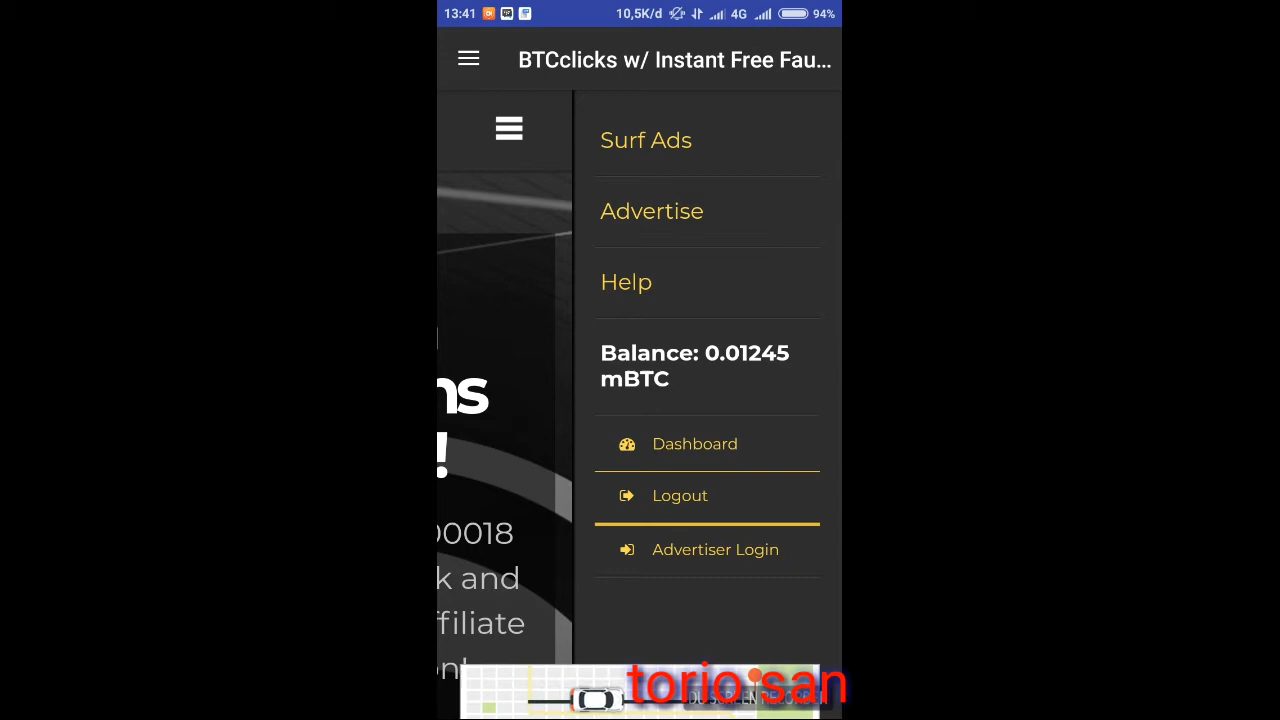 13:41 10,5K/d 4G 94%
BTCclicks w/ Instant Free Fau...
Surf Ads
Advertise
Help
Balance: 0.01245
mBTC
Dashboard
Logout
Advertiser Login
ns
!
00018
k and
ffiliate
torio san